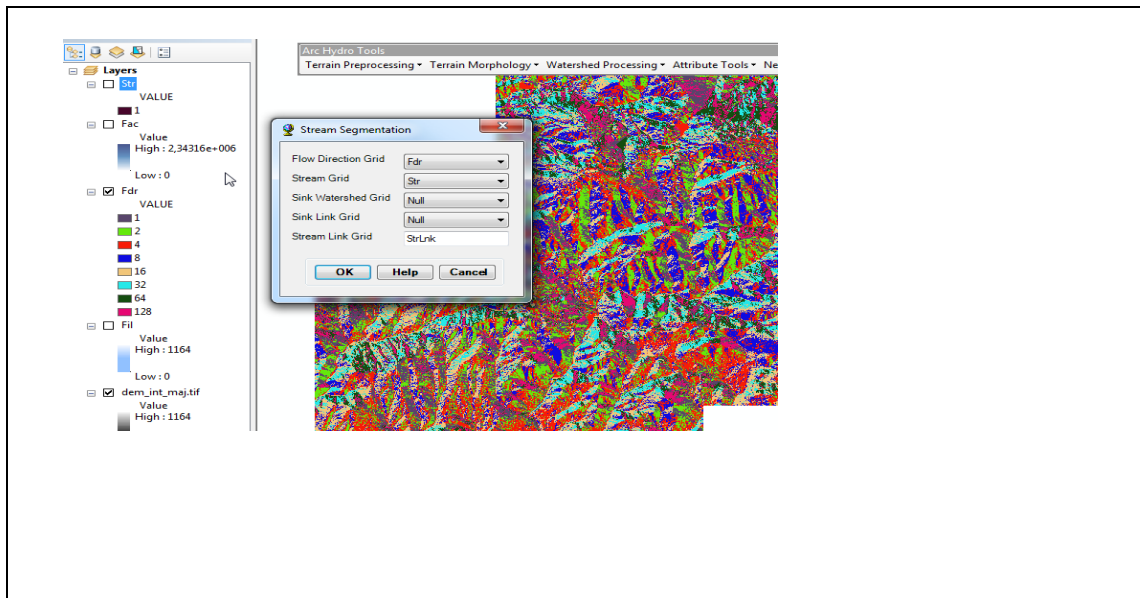 Layers
Str
VALUE
1
Fac
Value
High : 2,34316e+006
Low : 0
Fdr
VALUE
1
2
4
8
16
32
64
128
Fil
Value
High : 1164
Low : 0
dem_int_maj.tif
Value
High : 1164
Arc Hydro Tools
Terrain Preprocessing Terrain Morphology Watershed Processing Attribute Tools Ne
Stream Segmentation
Flow Direction Grid Fdr
Stream Grid Str
Sink Watershed Grid Null
Sink Link Grid Null
Stream Link Grid StrLnk
OK Help Cancel